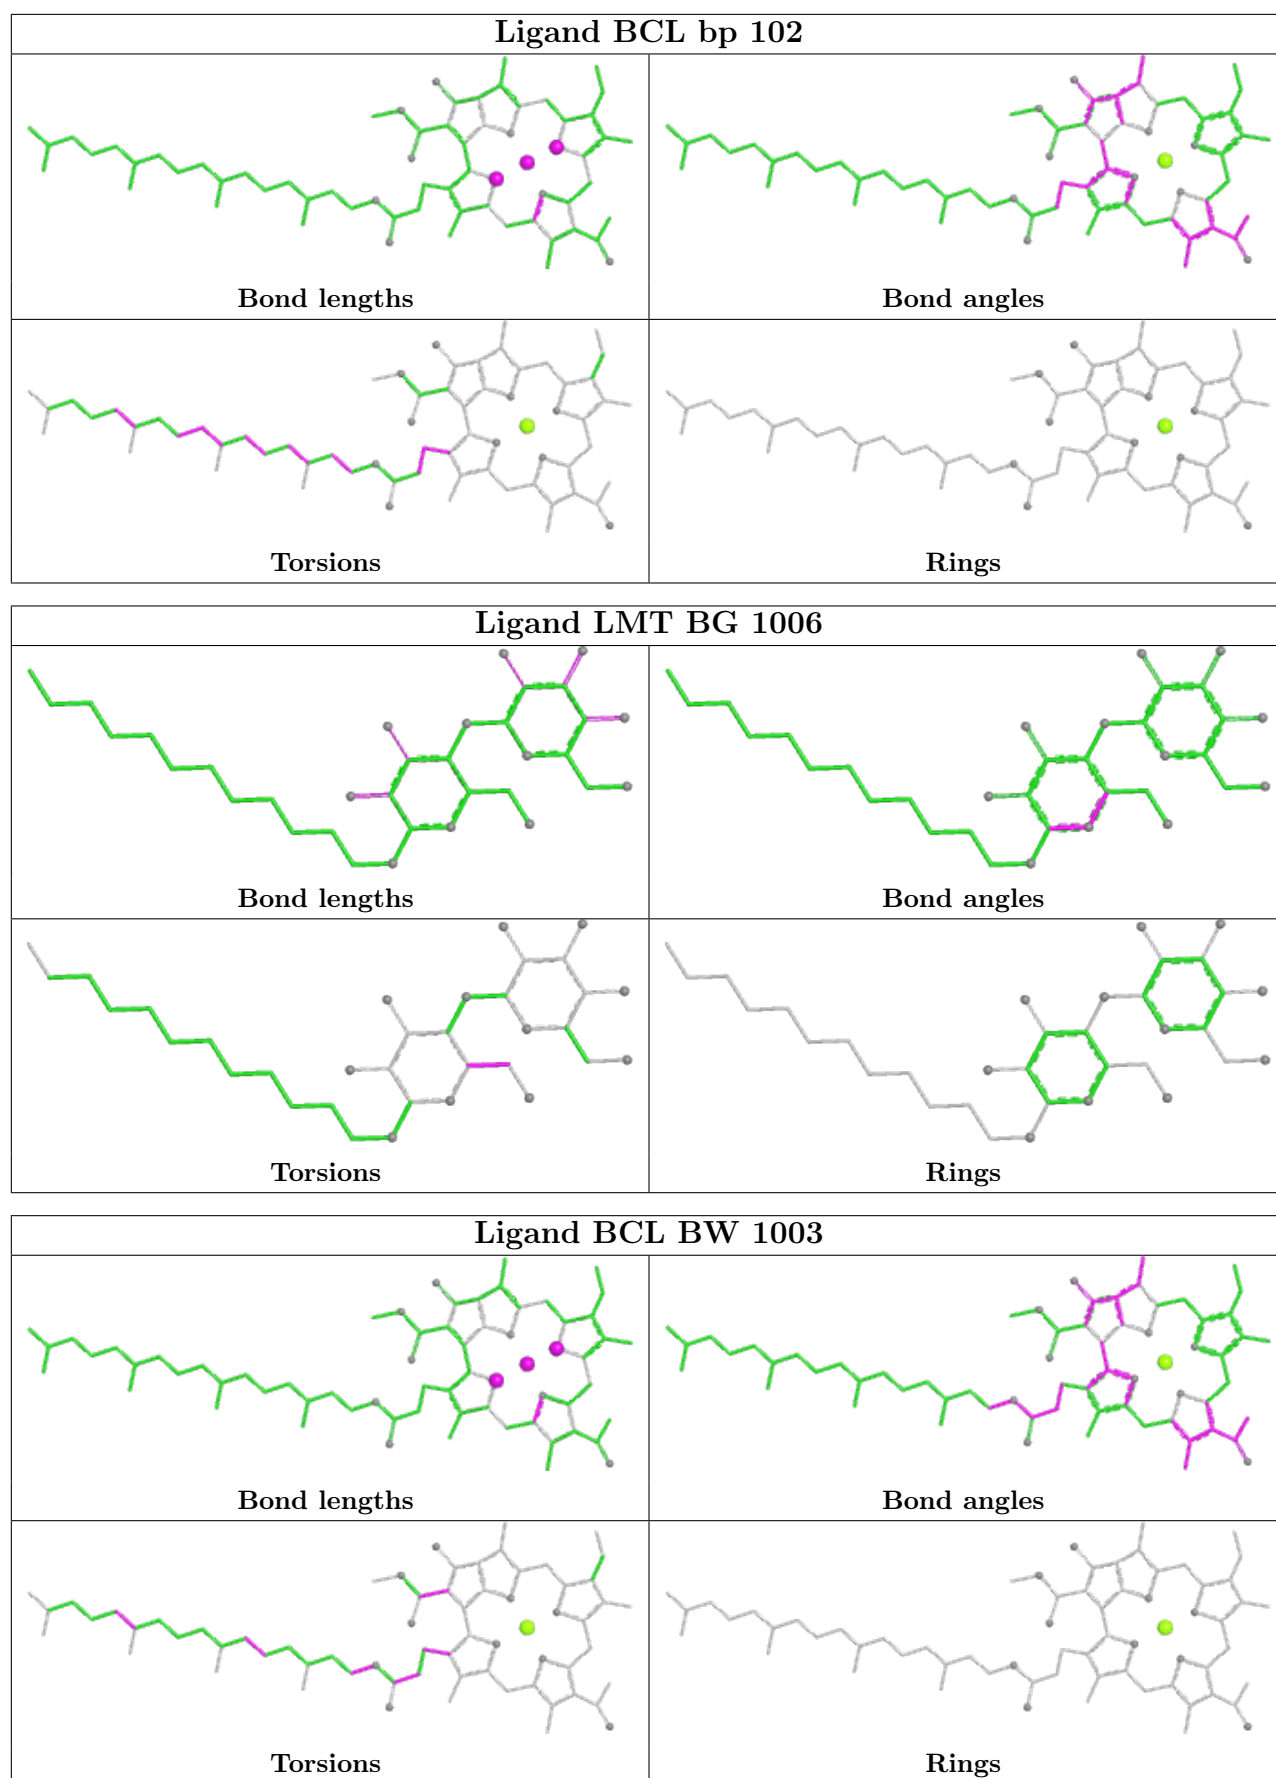 Ligand BCL bp 102
Bond lengths
Bond angles
Torsions
Rings
Ligand LMT BG 1006
Bond lengths
Bond angles
Torsions
Rings
Ligand BCL BW 1003
Bond lengths
Bond angles
Torsions
Rings